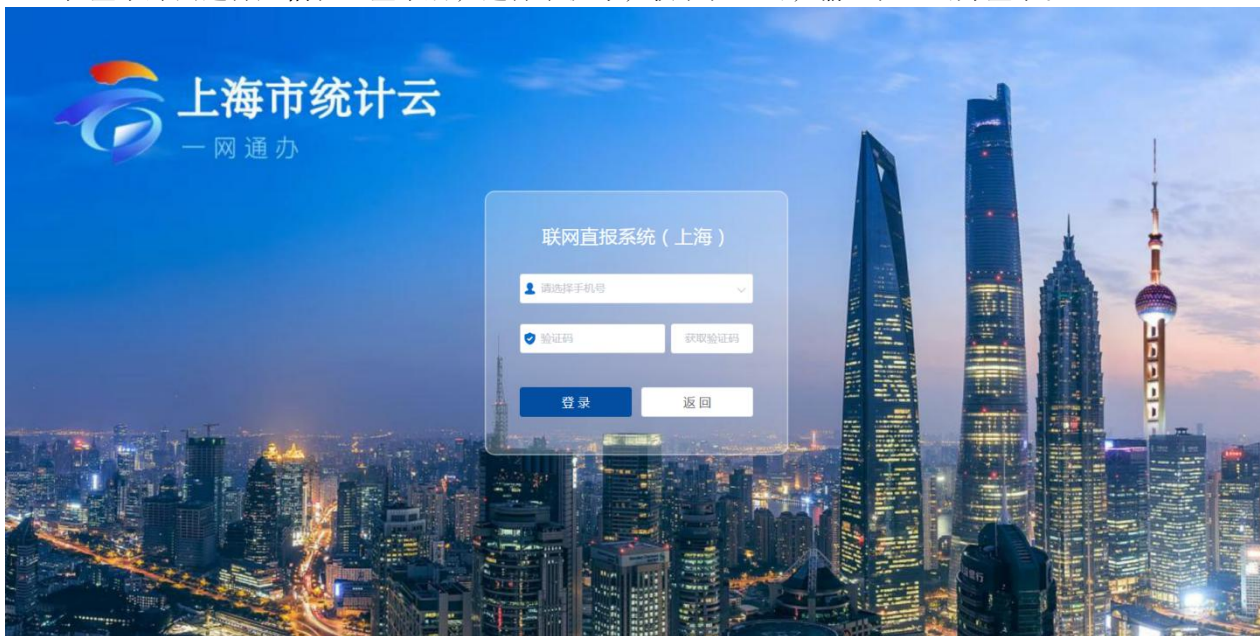 上海市统计云
一网通办
联网直报系统（上海）
请选择手机号
验证码
获取验证码
登录
返回